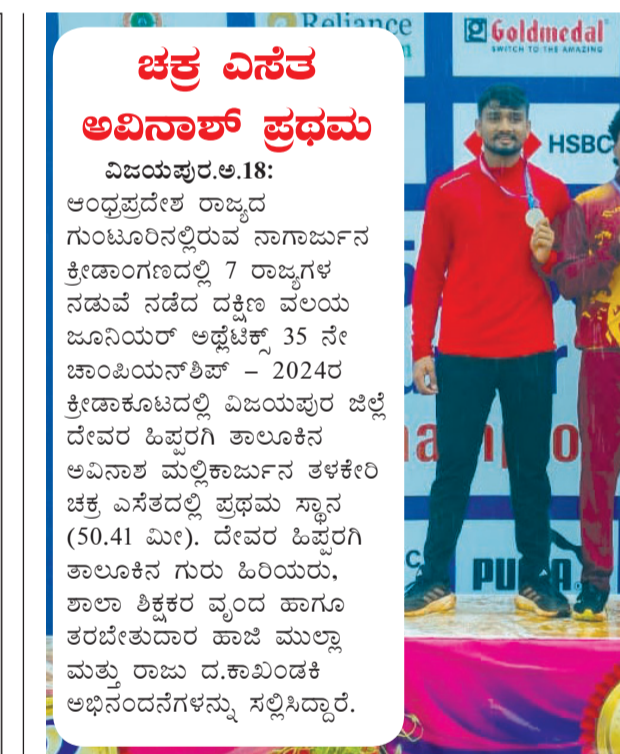 Reliance
Goldmedal
SWITCH TO THE AMAZING
HSBC
ಚಕ್ರ ಎಸೆತ
ಅವಿನಾಶ್ ಪ್ರಥಮ
ವಿಜಯಪುರ.ಅ.18:
ಆಂಧ್ರಪ್ರದೇಶ ರಾಜ್ಯದ
ಗುಂಟೂರಿನಲ್ಲಿರುವ ನಾಗಾರ್ಜುನ
ಕ್ರೀಡಾಂಗಣದಲ್ಲಿ 7 ರಾಜ್ಯಗಳ
ನಡುವೆ ನಡೆದ ದಕ್ಷಿಣ ವಲಯ
ಜೂನಿಯರ್ ಅಥ್ಲೆಟಿಕ್ಸ್ 35 ನೇ
ಚಾಂಪಿಯನ್‌ಶಿಪ್ – 2024ರ
ಕ್ರೀಡಾಕೂಟದಲ್ಲಿ ವಿಜಯಪುರ ಜಿಲ್ಲೆ
ದೇವರ ಹಿಪ್ಪರಗಿ ತಾಲೂಕಿನ
ಅವಿನಾಶ ಮಲ್ಲಿಕಾರ್ಜುನ ತಳಕೇರಿ
ಚಕ್ರ ಎಸೆತದಲ್ಲಿ ಪ್ರಥಮ ಸ್ಥಾನ
(50.41 ಮೀ). ದೇವರ ಹಿಪ್ಪರಗಿ
ತಾಲೂಕಿನ ಗುರು ಹಿರಿಯರು,
ಶಾಲಾ ಶಿಕ್ಷಕರ ವೃಂದ ಹಾಗೂ
ತರಬೇತುದಾರ ಹಾಜಿ ಮುಲ್ಲಾ
ಮತ್ತು ರಾಜು ದ.ಕಾಖಂಡಕಿ
ಅಭಿನಂದನೆಗಳನ್ನು ಸಲ್ಲಿಸಿದ್ದಾರೆ.